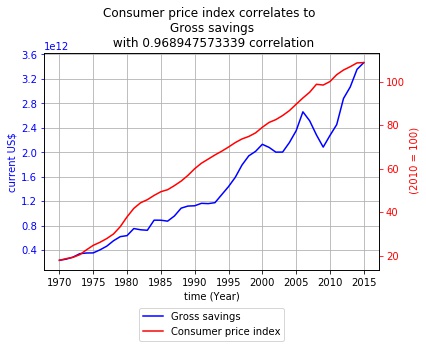 Consumer price index correlates to
Gross savings
with 0.968947573339 correlation
1e12
3.6
3.2
2.8
2.4
2.0
1.6
1.2
0.8
0.4
current US$
100
80
60
40
20
(2010 = 100)
1970 1975 1980 1985 1990 1995 2000 2005 2010 2015
time (Year)
Gross savings
Consumer price index